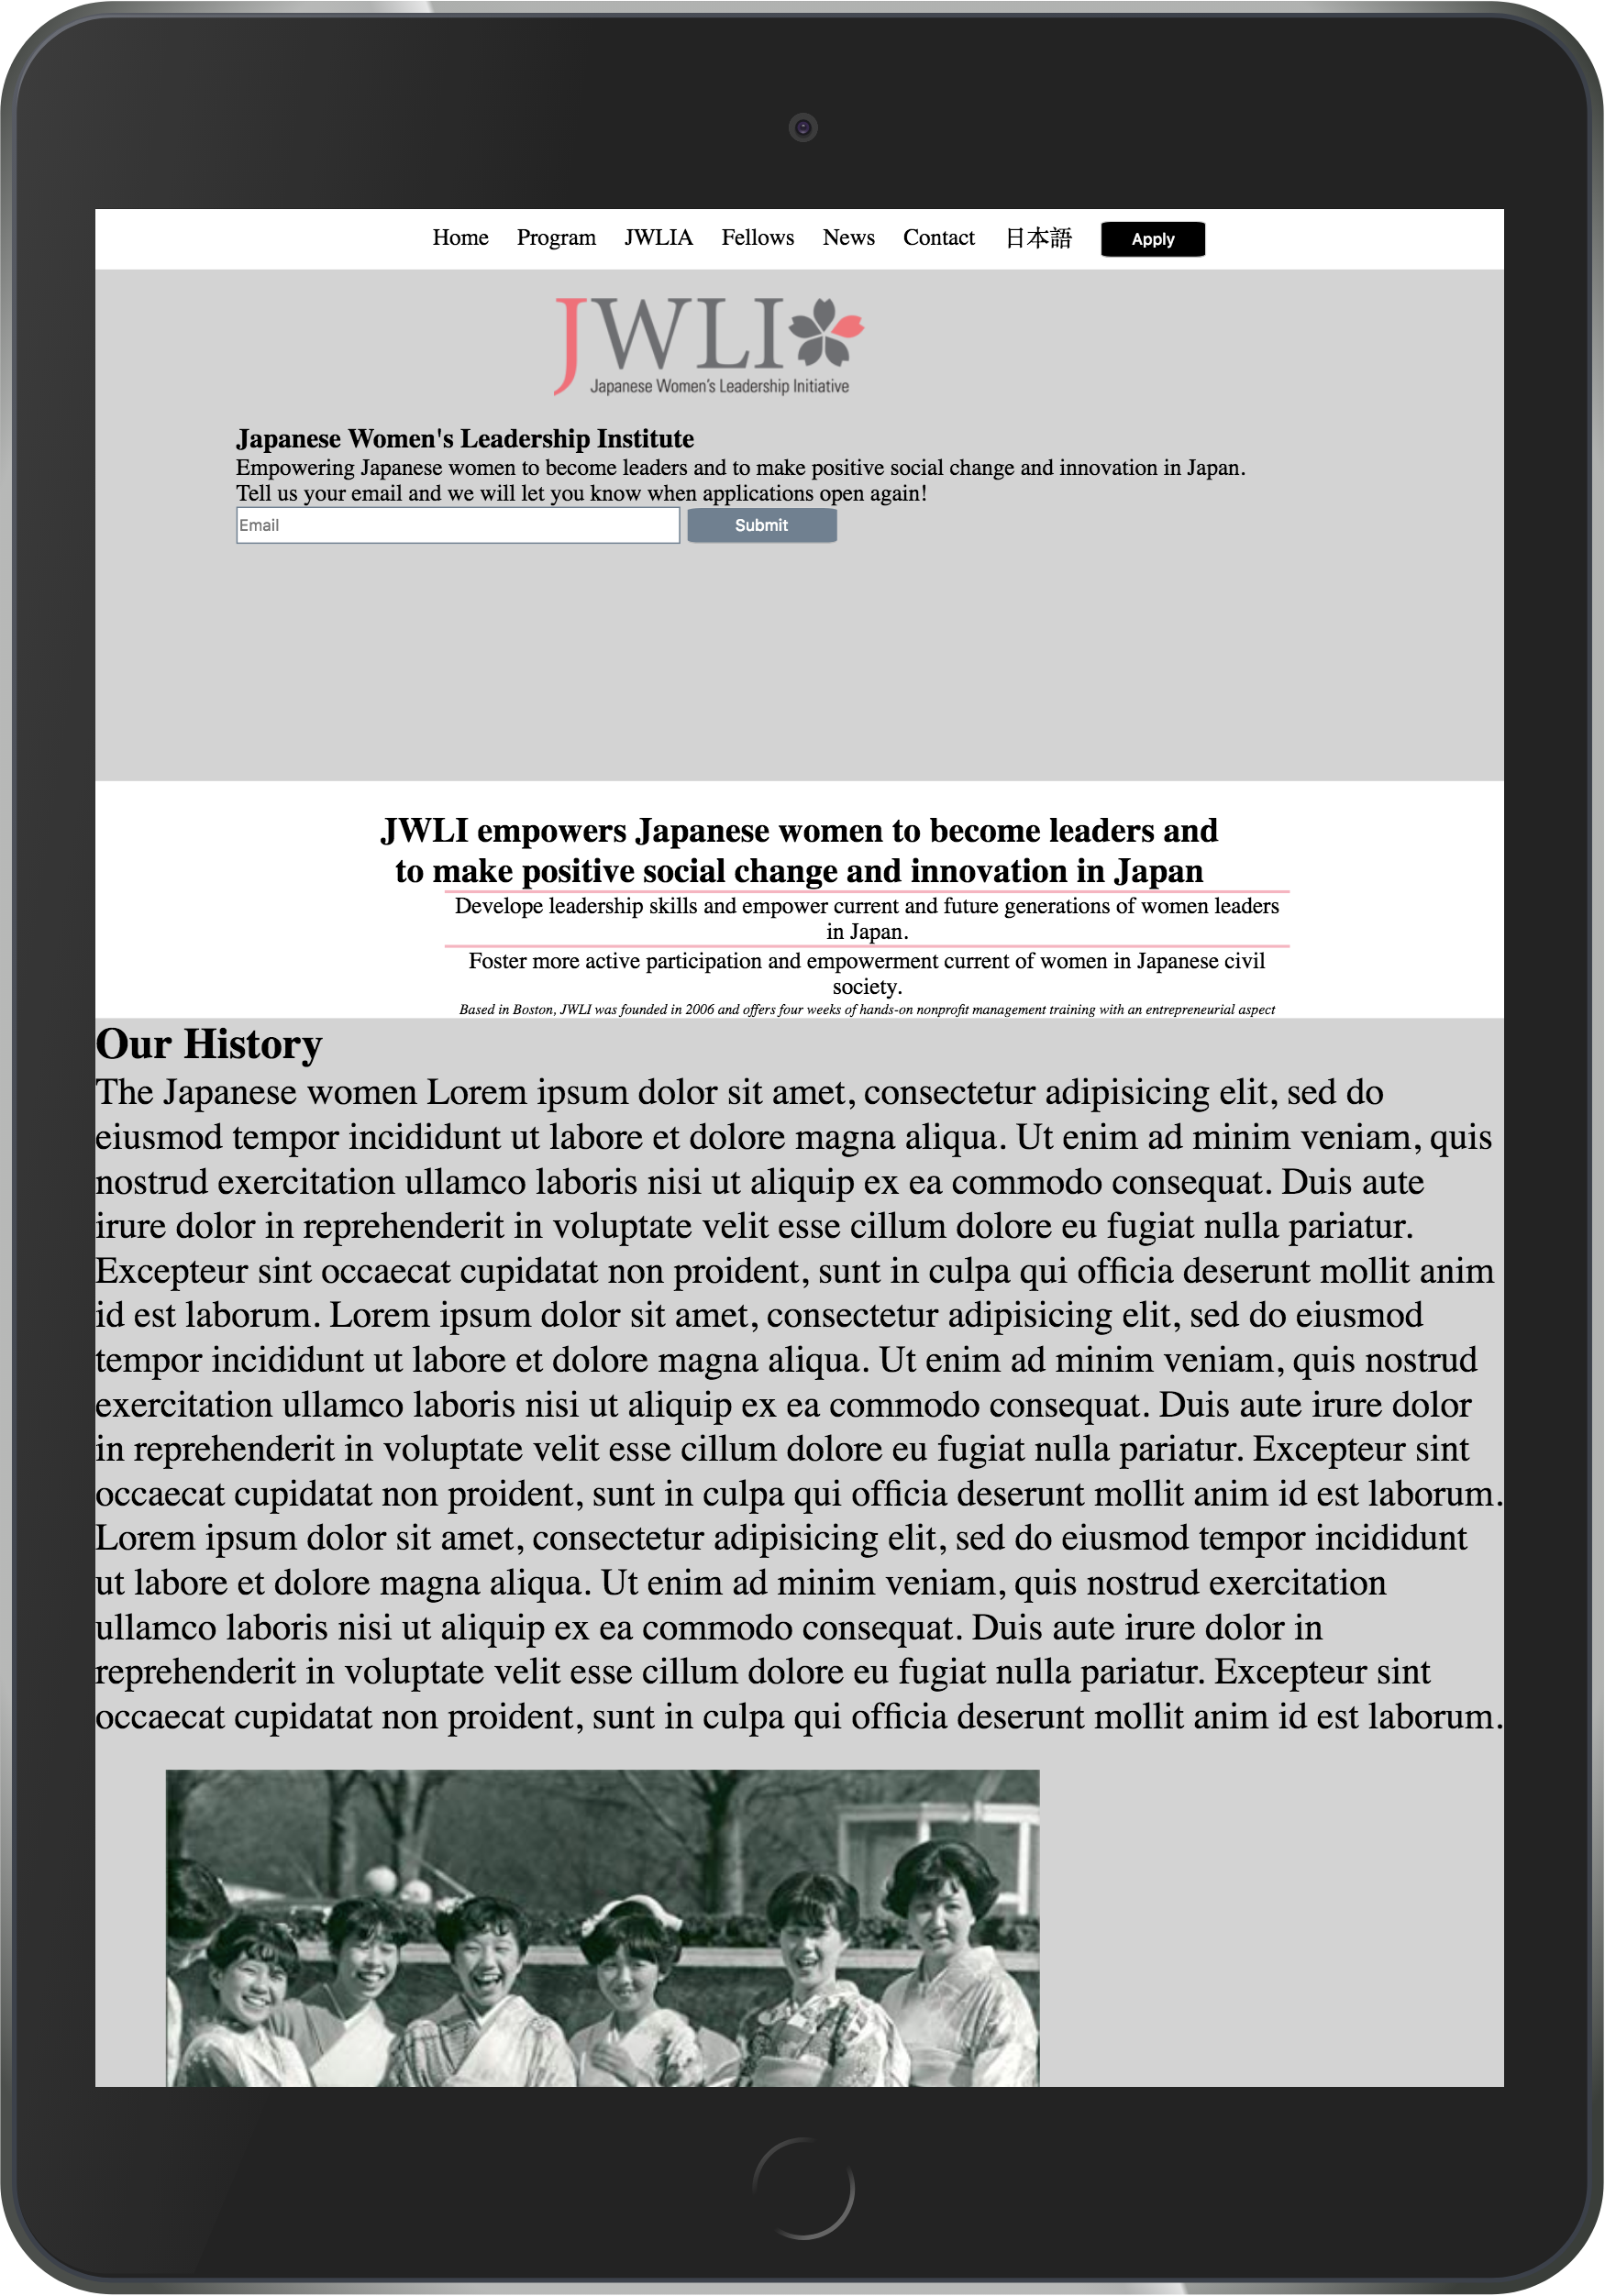 Home Program JWLIA Fellows News Contact 日本語 Apply
JWLI
Japanese Women's Leadership Initiative
Japanese Women's Leadership Institute
Empowering Japanese women to become leaders and to make positive social change and innovation in Japan.
Tell us your email and we will let you know when applications open again!
Email Submit
JWLI empowers Japanese women to become leaders and
to make positive social change and innovation in Japan
Develope leadership skills and empower current and future generations of women leaders
in Japan.
Foster more active participation and empowerment current of women in Japanese civil
society.
Based in Boston, JWLI was founded in 2006 and offers four weeks of hands-on nonprofit management training with an entrepreneurial aspect
Our History
The Japanese women Lorem ipsum dolor sit amet, consectetur adipisicing elit, sed do
eiusmod tempor incididunt ut labore et dolore magna aliqua. Ut enim ad minim veniam, quis
nostrud exercitation ullamco laboris nisi ut aliquip ex ea commodo consequat. Duis aute
irure dolor in reprehenderit in voluptate velit esse cillum dolore eu fugiat nulla pariatur.
Excepteur sint occaecat cupidatat non proident, sunt in culpa qui officia deserunt mollit anim
id est laborum. Lorem ipsum dolor sit amet, consectetur adipisicing elit, sed do eiusmod
tempor incididunt ut labore et dolore magna aliqua. Ut enim ad minim veniam, quis nostrud
exercitation ullamco laboris nisi ut aliquip ex ea commodo consequat. Duis aute irure dolor
in reprehenderit in voluptate velit esse cillum dolore eu fugiat nulla pariatur. Excepteur sint
occaecat cupidatat non proident, sunt in culpa qui officia deserunt mollit anim id est laborum.
Lorem ipsum dolor sit amet, consectetur adipisicing elit, sed do eiusmod tempor incididunt
ut labore et dolore magna aliqua. Ut enim ad minim veniam, quis nostrud exercitation
ullamco laboris nisi ut aliquip ex ea commodo consequat. Duis aute irure dolor in
reprehenderit in voluptate velit esse cillum dolore eu fugiat nulla pariatur. Excepteur sint
occaecat cupidatat non proident, sunt in culpa qui officia deserunt mollit anim id est laborum.